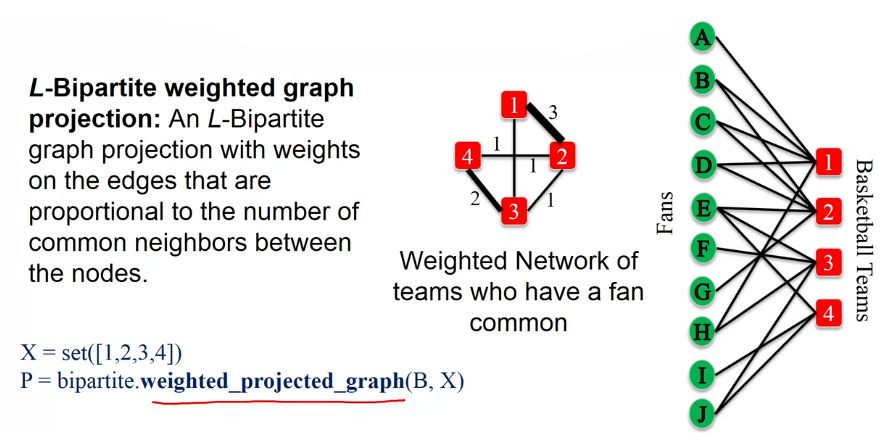 L-Bipartite weighted graph
projection: An L-Bipartite
graph projection with weights
on the edges that are
proportional to the number of
common neighbors between
the nodes.
X = set([1,2,3,4])
P = bipartite.weighted_projected_graph(B, X)
1
3
4
1
2
1
2
1
3
Weighted Network of
teams who have a fan
common
Fans
A
B
C
D
E
F
G
H
I
J
1
2
3
4
Basketball Teams